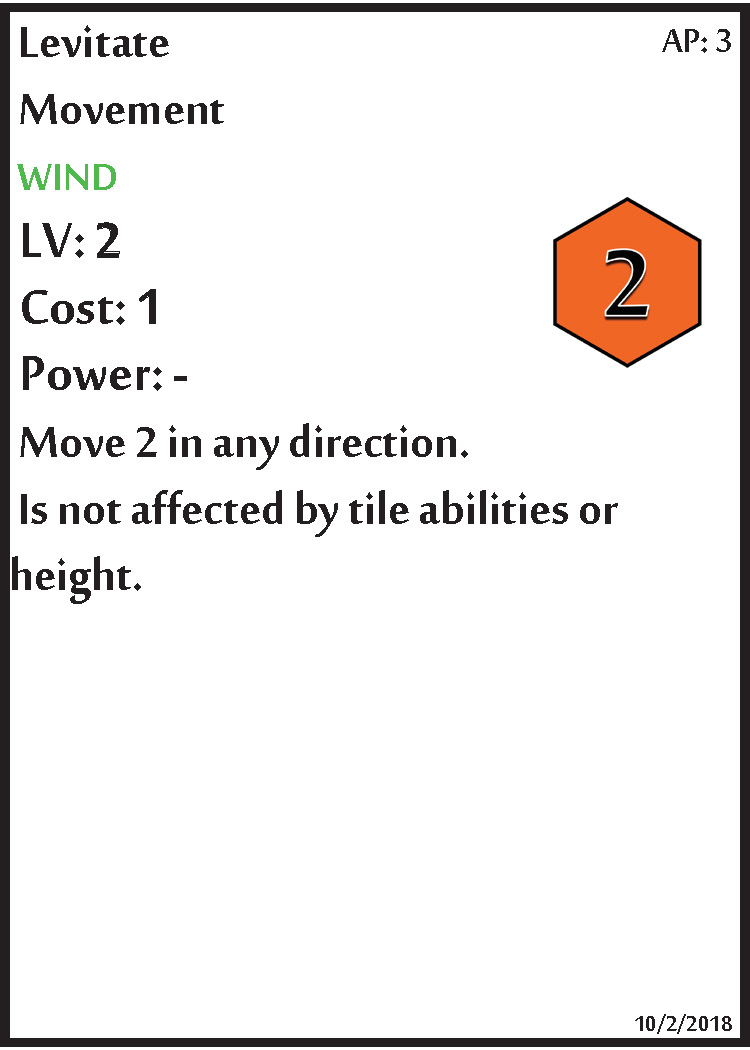 Levitate
AP: 3
Movement
WIND
LV: 2
Cost: 1
2
Power: -
Move 2 in any direction.
Is not affected by tile abilities or
height.
10/2/2018